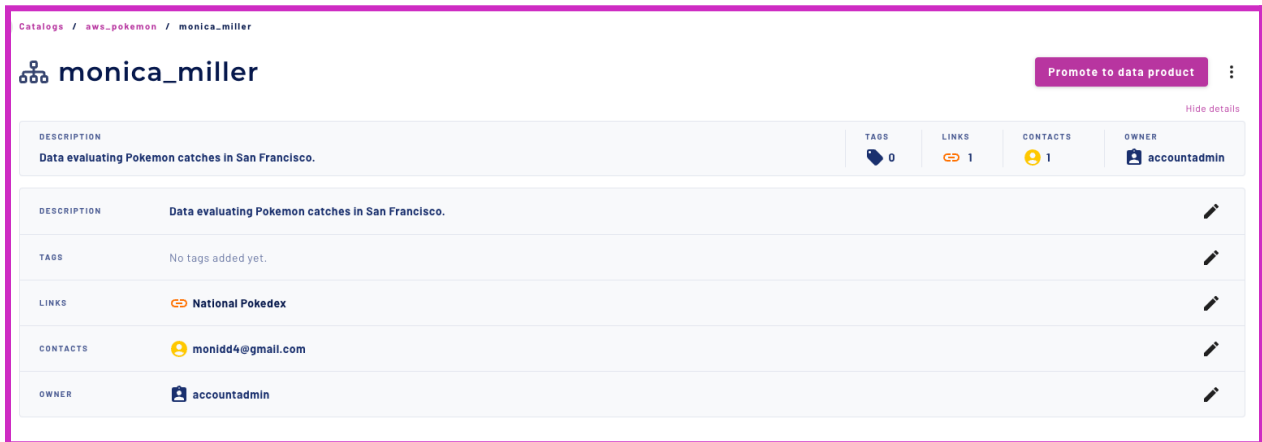 Catalogs / aws_pokemon / monica_miller
monica_miller
Promote to data product
Hide details
DESCRIPTION
Data evaluating Pokemon catches in San Francisco.
TAGS
0
LINKS
1
CONTACTS
1
OWNER
accountadmin
DESCRIPTION Data evaluating Pokemon catches in San Francisco.
TAGS No tags added yet.
LINKS National Pokedex
CONTACTS monidd4@gmail.com
OWNER accountadmin